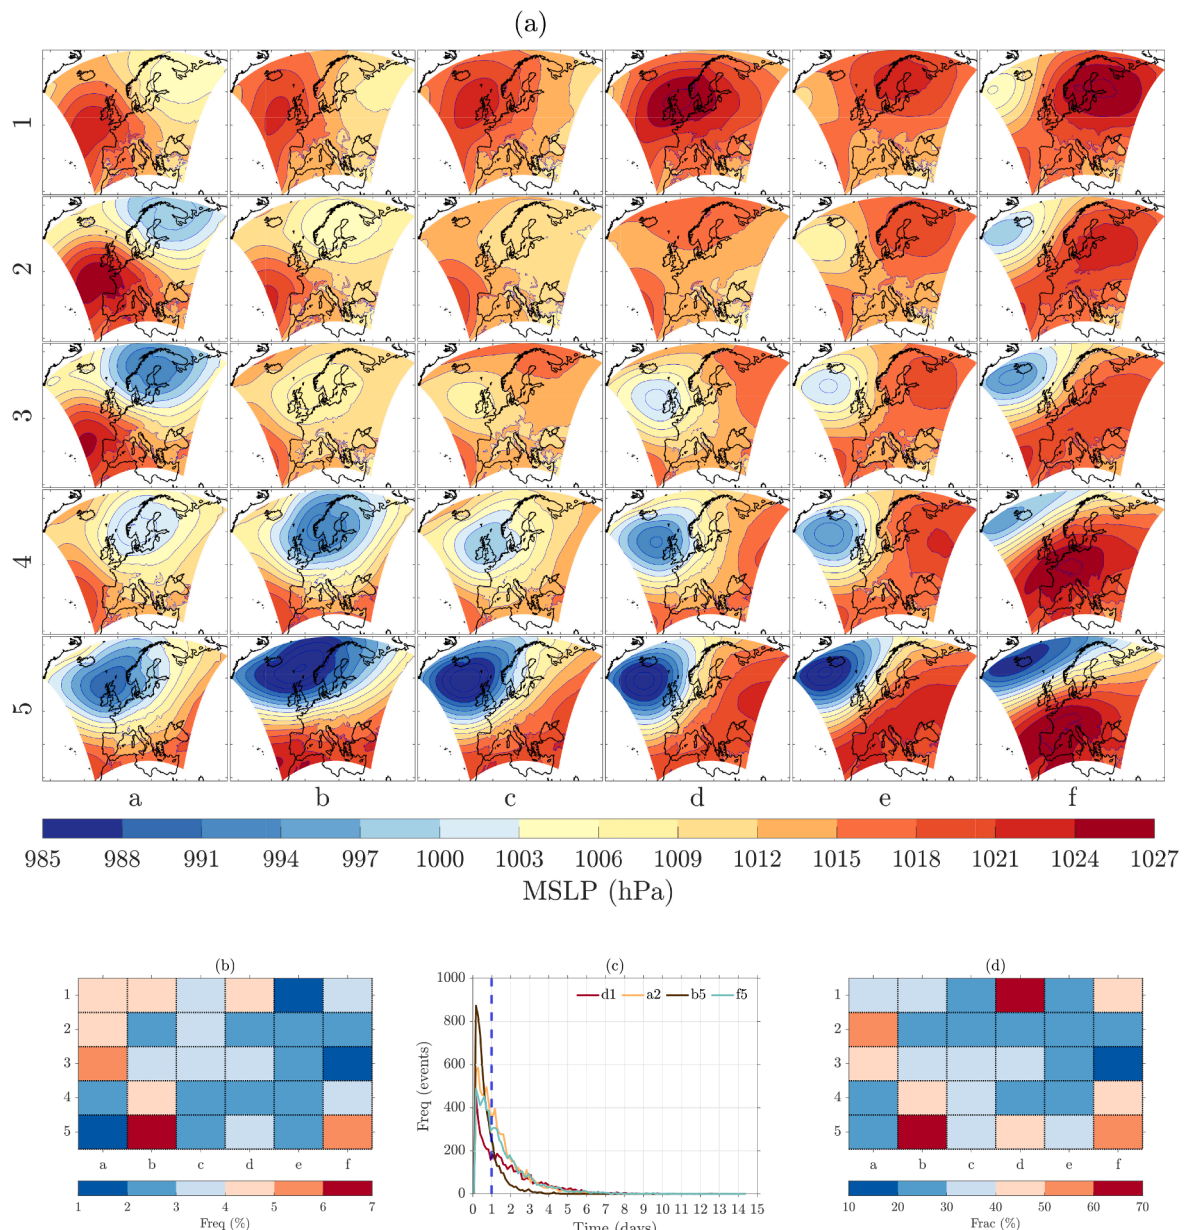 (a)
1
2
3
4
5
a b c d e f
985 988 991 994 997 1000 1003 1006 1009 1012 1015 1018 1021 1024 1027
MSLP (hPa)
(b)
1
2
3
4
5
a b c d e f
1 2 3 4 5 6 7
Freq (%)
(c)
d1 a2 b5 f5
1000
800
600
400
200
0
Freq (events)
0 1 2 3 4 5 6 7 8 9 10 11 12 13 14 15
Time (days)
(d)
1
2
3
4
5
a b c d e f
10 20 30 40 50 60 70
Frac (%)